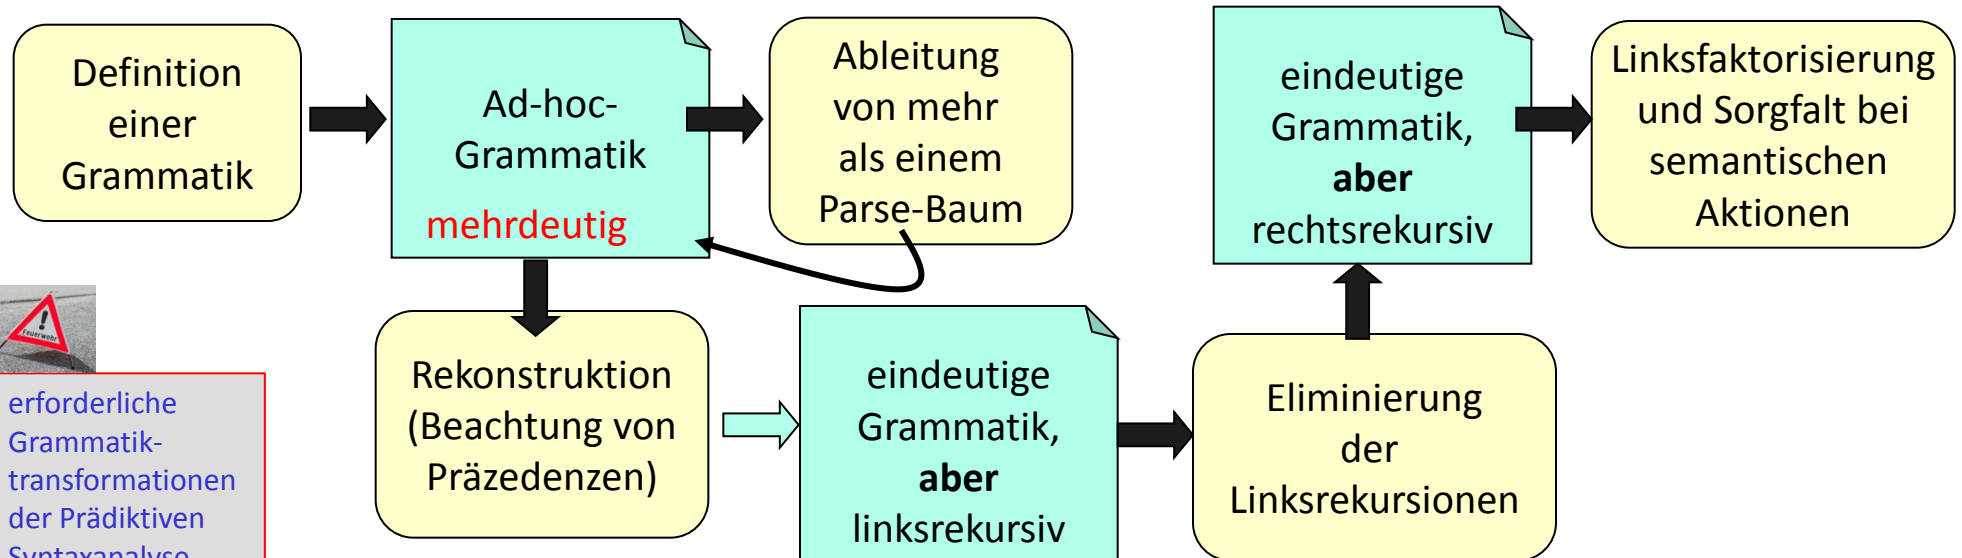 Definition
einer
Grammatik
Ad-hoc-
Grammatik
mehrdeutig
Ableitung
von mehr
als einem
Parse-Baum
eindeutige
Grammatik,
aber
rechtsrekursiv
Linksfaktorisierung
und Sorgfalt bei
semantischen
Aktionen
Feuerwehr
erforderliche
Grammatik-
transformationen
der Prädiktiven
Syntaxanalyse
Rekonstruktion
(Beachtung von
Präzedenzen)
eindeutige
Grammatik,
aber
linksrekursiv
Eliminierung
der
Linksrekursionen